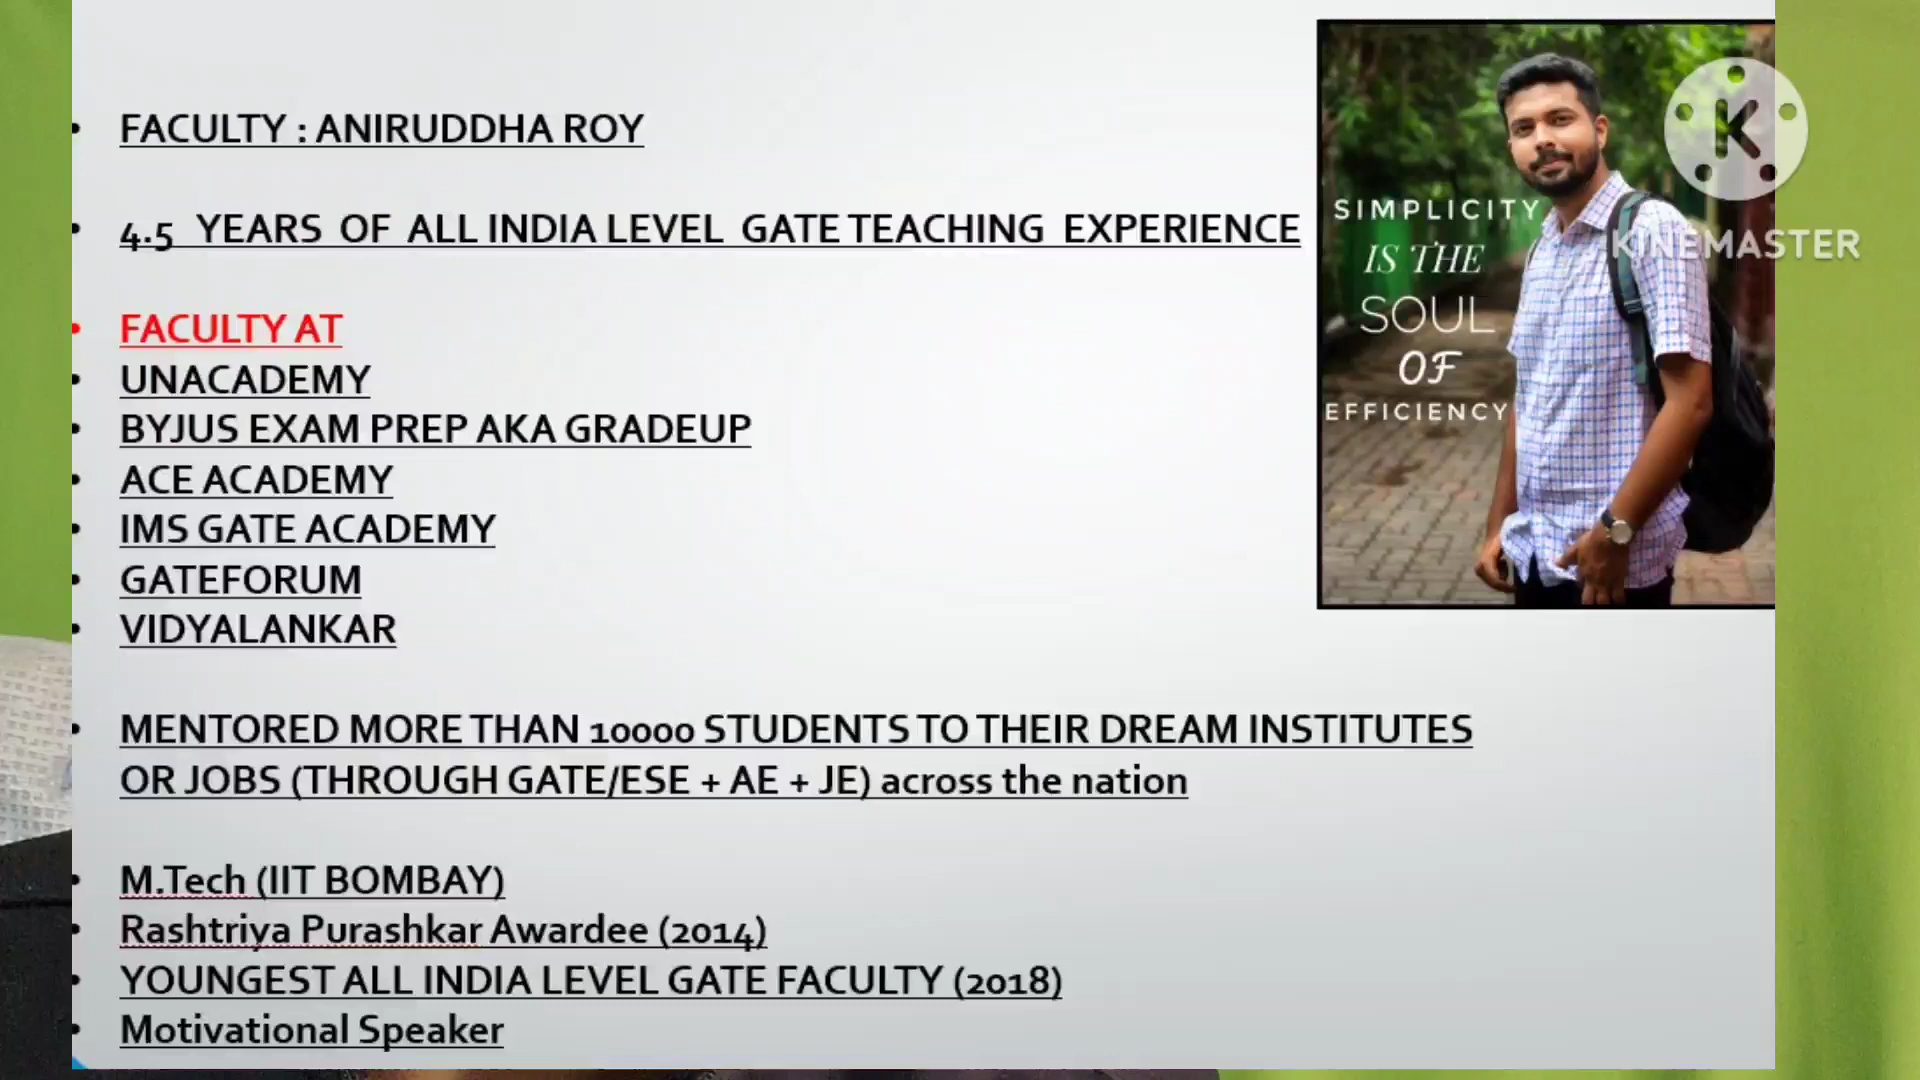 FACULTY : ANIRUDDHA ROY
4.5 YEARS OF ALL INDIA LEVEL GATE TEACHING EXPERIENCE
FACULTY AT
UNACADEMY
BYJUS EXAM PREP AKA GRADEUP
ACE ACADEMY
IMS GATE ACADEMY
GATEFORUM
VIDYALANKAR
MENTORED MORE THAN 10000 STUDENTS TO THEIR DREAM INSTITUTES
OR JOBS (THROUGH GATE/ESE + AE + JE) across the nation
M.Tech (IIT BOMBAY)
Rashtriya Purashkar Awardee (2014)
YOUNGEST ALL INDIA LEVEL GATE FACULTY (2018)
Motivational Speaker
SIMPLICITY
IS THE
SOUL
OF
EFFICIENCY
K
KINEMASTER